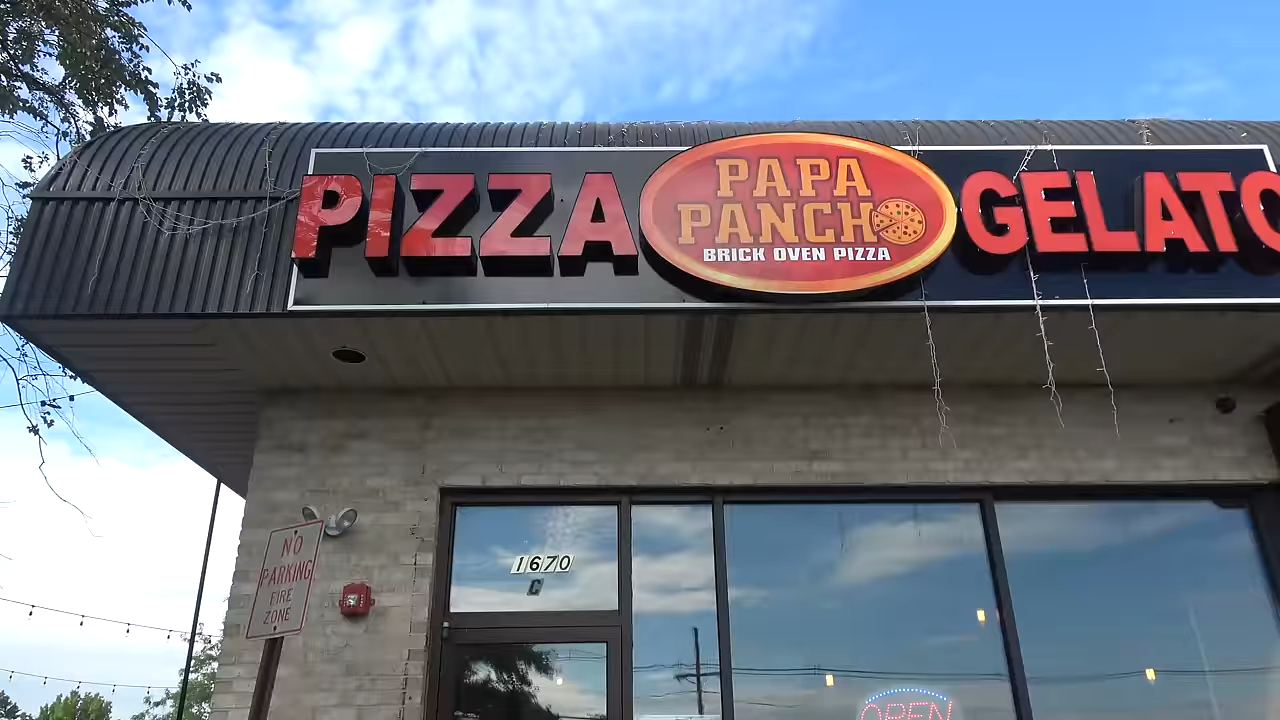 PIZZA
PAPA
PANCHO
BRICK OVEN PIZZA
GELATO
1670
C
NO
PARKING
FIRE
ZONE
OPEN